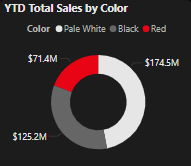 YTD Total Sales by Color
Color Pale White Black Red
$71.4M
$174.5M
$125.2M